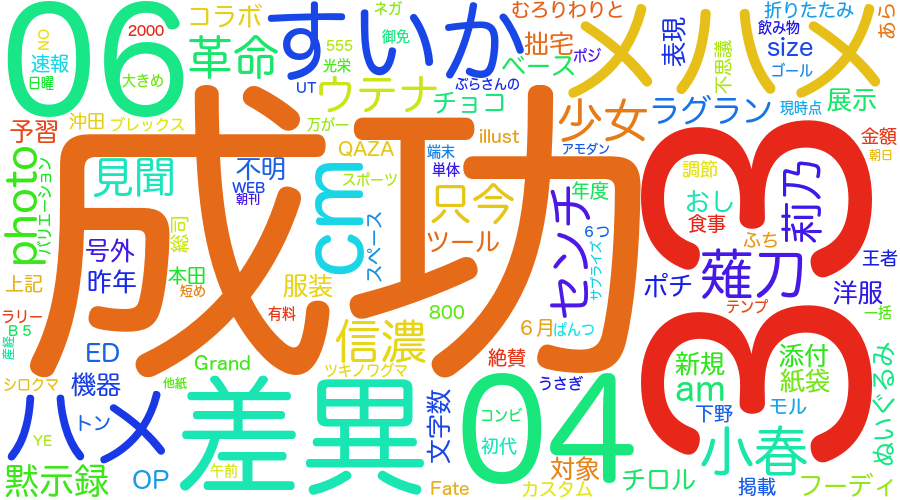 06
NO
2000
コラボ
ネガ
むろりわりと
折りたたみ
あら
すいか
メハメ
速報
日曜
大きめ
革命
555
光栄
御免
拙宅
ポジ
表現
飲み物
size
不思議
ゴール
UT
ぶらさんの
ベース
ウテナ
チョコ
万が一
少女
ラグラン
現時点
展示
予習
沖田
ブレックス
illust
金額
朝日
photo
バリエーション
見聞
不明
WEB
朝刊
QAZA
端末
単体
スポーツ
アモダン
調節
成功
cm
只今
センチ
年度
おし
食事
莉乃
3
号外
総司
スペース
ツール
6つ
サプライズ
ふち
王者
昨年
本田
短め
服装
ポチ
薙刀
洋服
上記
ラリー
B5
産経
有料
800
6月
ぱんつ
テンプ
一括
信濃
ED
Grand
絶賛
3
新規
添付
シロクマ
機器
他紙
ツキノワグマ
うさぎ
am
紙袋
ぬいぐるみ
ハメ
トン
差異
文字数
04
コンビ
初代
下野
モル
小春
YE
黙示録
OP
午前
Fate
対象
カスタム
チロル
掲載
フーディ